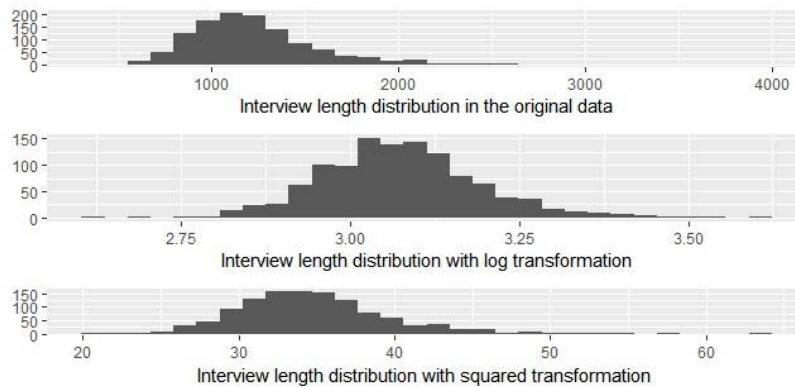 200
150
100
50
0
1000 2000 3000 4000
Interview length distribution in the original data
150
100
50
0
2.75 3.00 3.25 3.50
Interview length distribution with log transformation
150
100
50
0
20 30 40 50 60
Interview length distribution with squared transformation